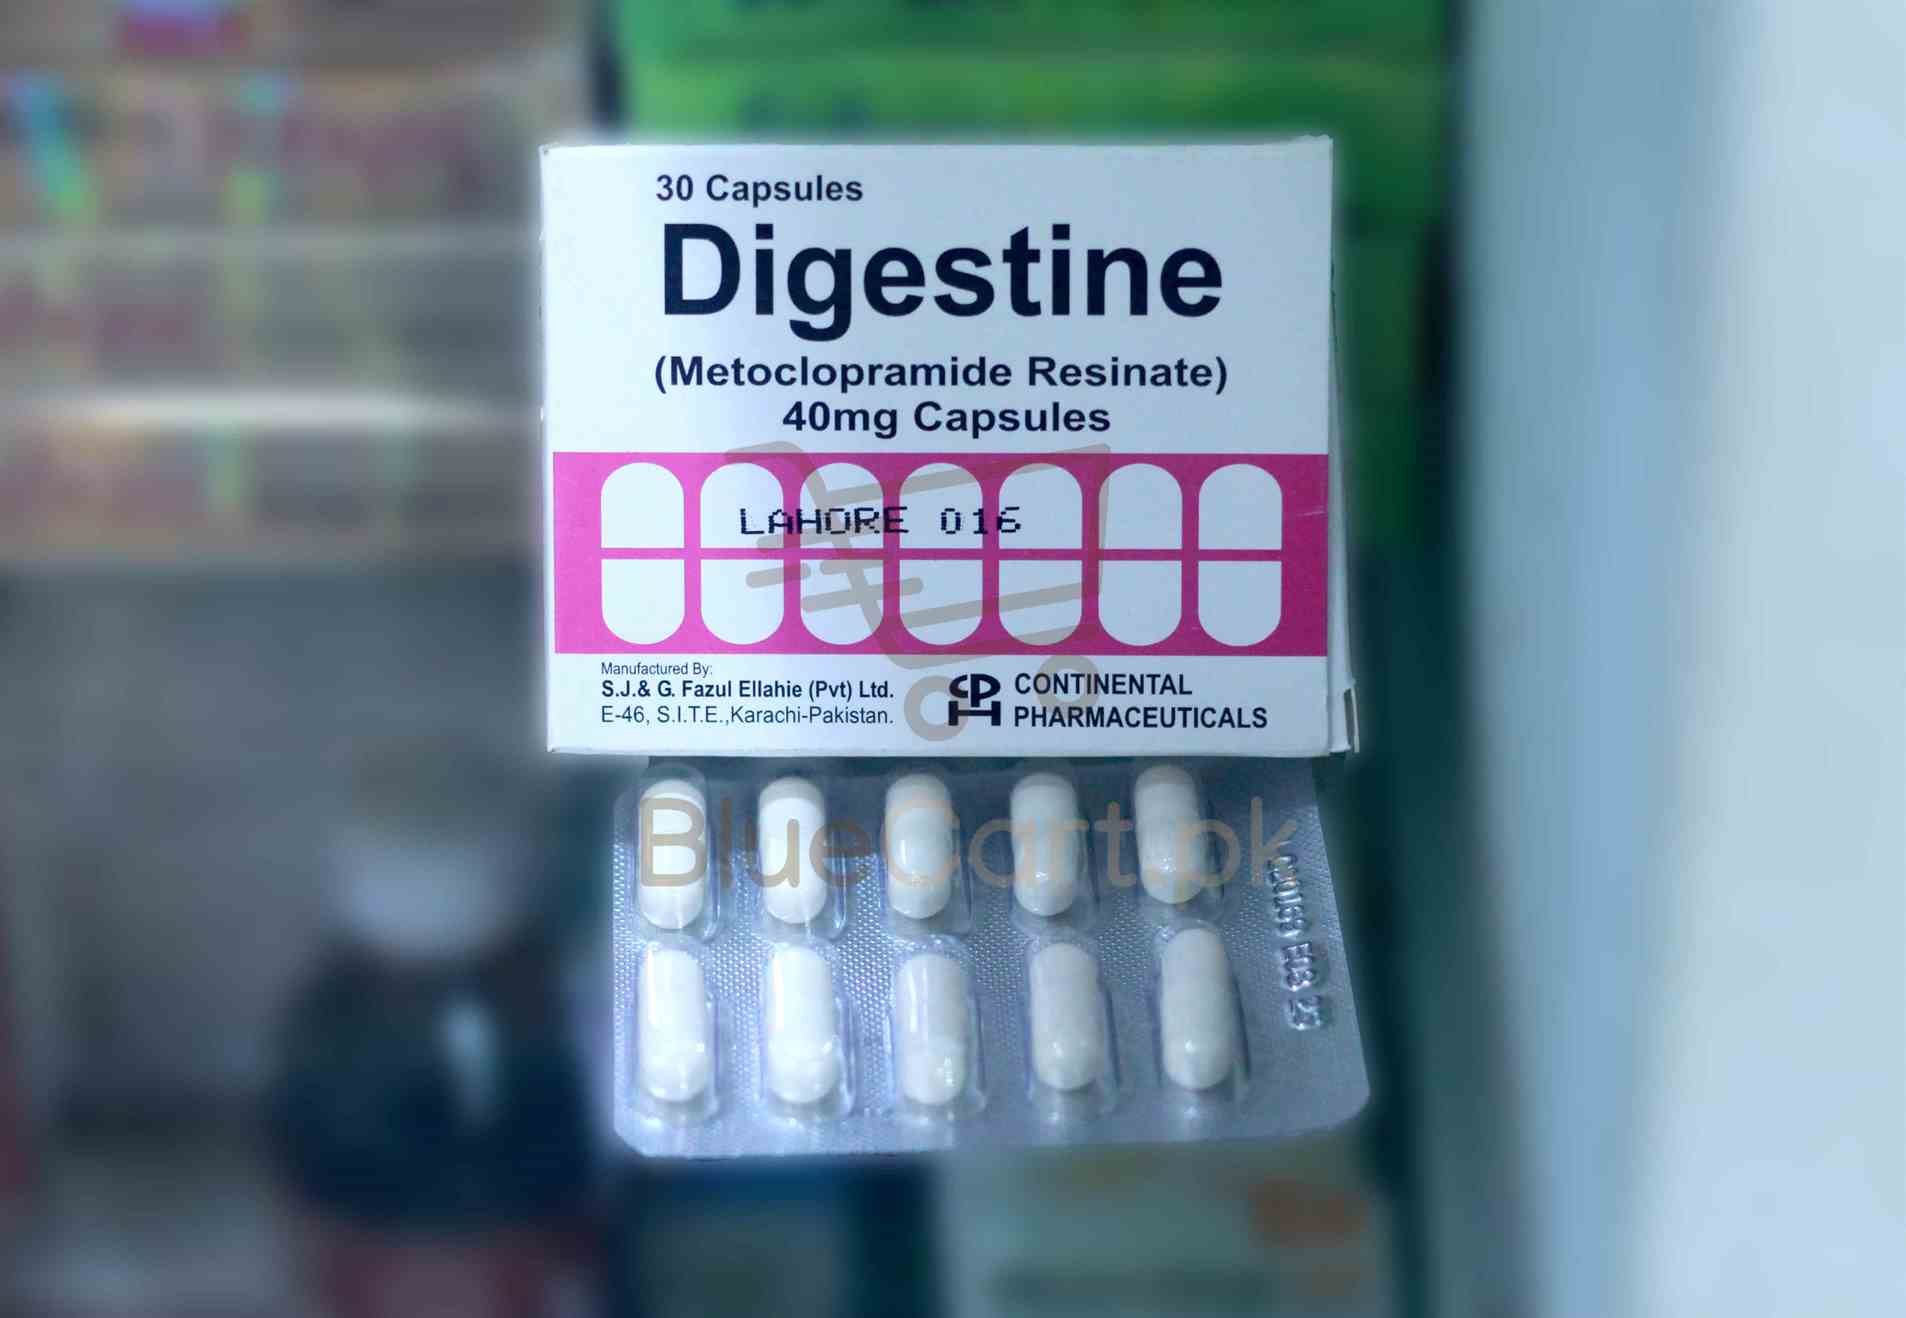 30 Capsules
Digestine
(Metoclopramide Resinate)
40mg Capsules
LAHORE 016
Manufactured By:
S.J.& G. Fazul Ellahie (Pvt) Ltd.
E-46, S.I.T.E.,Karachi-Pakistan.
CPH
CONTINENTAL
PHARMACEUTICALS
BlueCart.pk